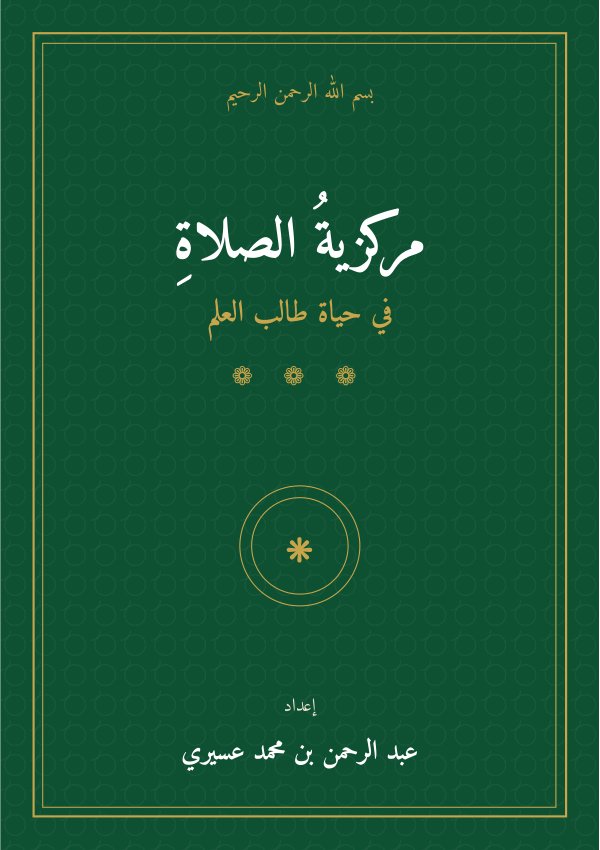 بسم الله الرحمن الرحيم
مركزيةُ الصلاةِ
في حياة طالب العلم
إعداد
عبد الرحمن بن محمد عسيري